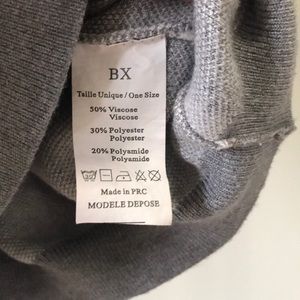 BX
Taille Unique / One Size
50% Viscose
Viscose
30% Polyester
Polyester
20% Polyamide
Polyamide
Made in PRC
MODELE DEPOSE